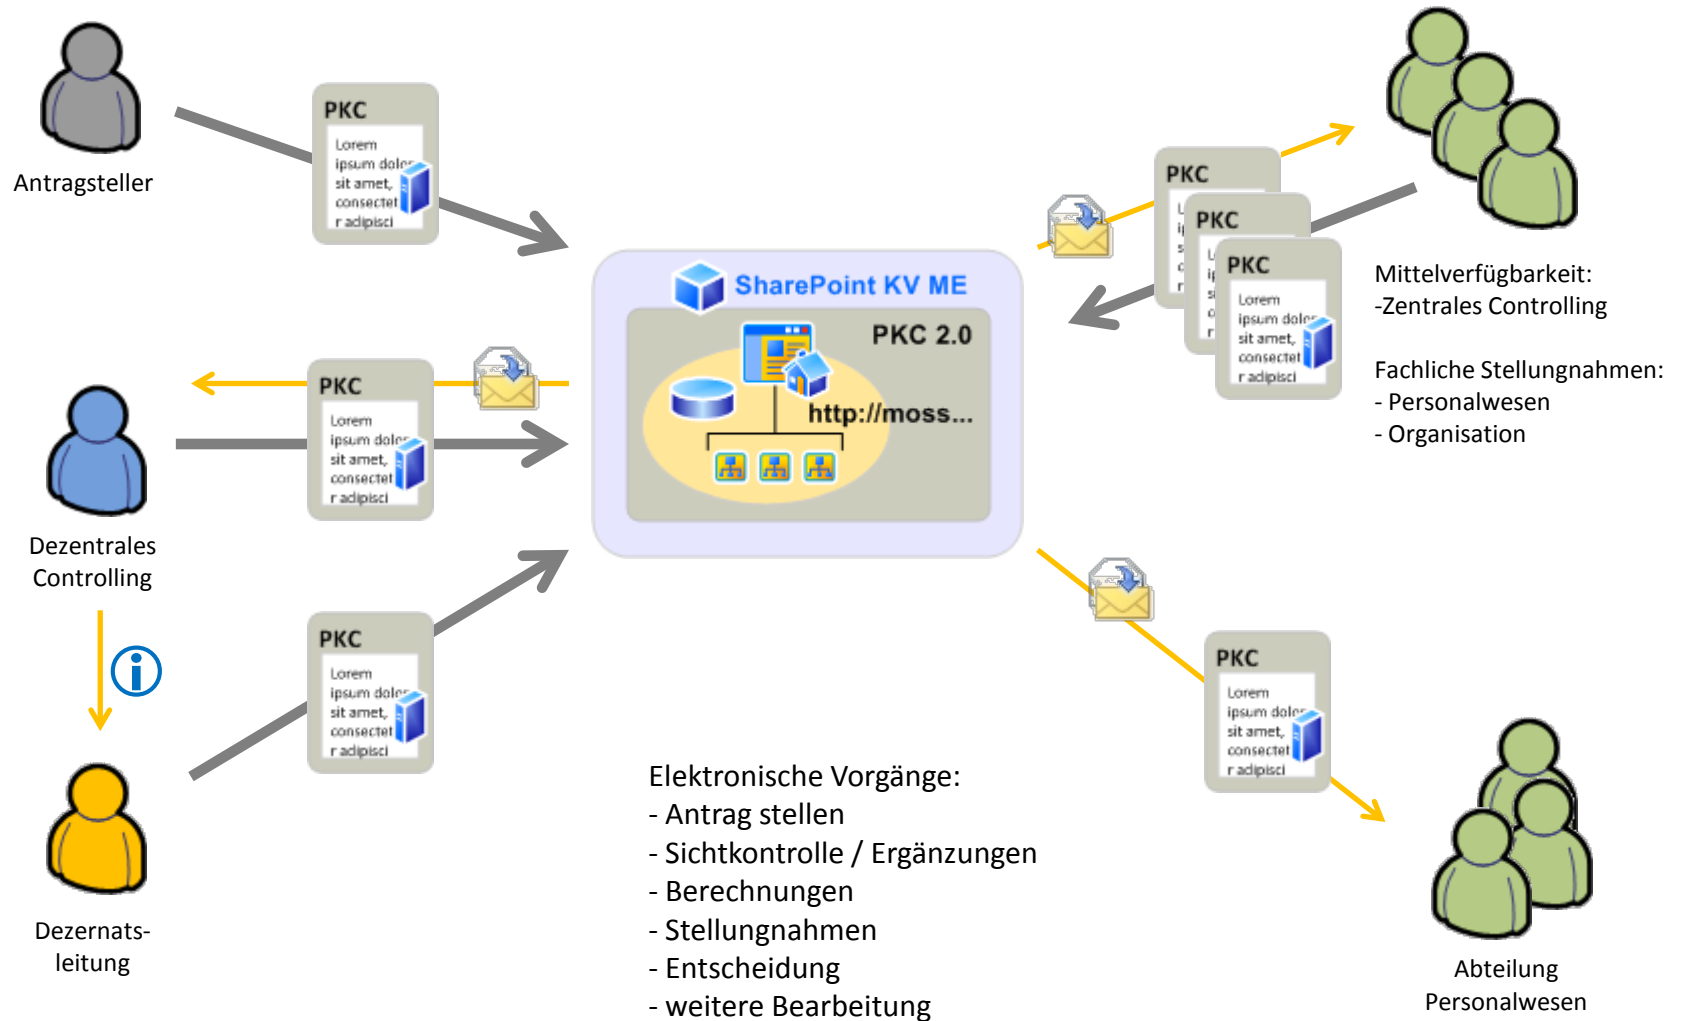 Antragsteller
PKC
Lorem
ipsum dolor
sit amet,
consectet
r adipisci
SharePoint KV ME
PKC 2.0
http://moss...
PKC
PKC
PKC
Lorem
ipsum dolor
sit amet,
consectet
r adipisci
Mittelverfügbarkeit:
-Zentrales Controlling
Fachliche Stellungnahmen:
- Personalwesen
- Organisation
PKC
Lorem
ipsum dolor
sit amet,
consectet
r adipisci
Dezentrales
Controlling
i
PKC
Lorem
ipsum dolor
sit amet,
consectet
r adipisci
Dezernats-
leitung
Elektronische Vorgänge:
- Antrag stellen
- Sichtkontrolle / Ergänzungen
- Berechnungen
- Stellungnahmen
- Entscheidung
- weitere Bearbeitung
PKC
Lorem
ipsum dolor
sit amet,
consectet
r adipisci
Abteilung
Personalwesen